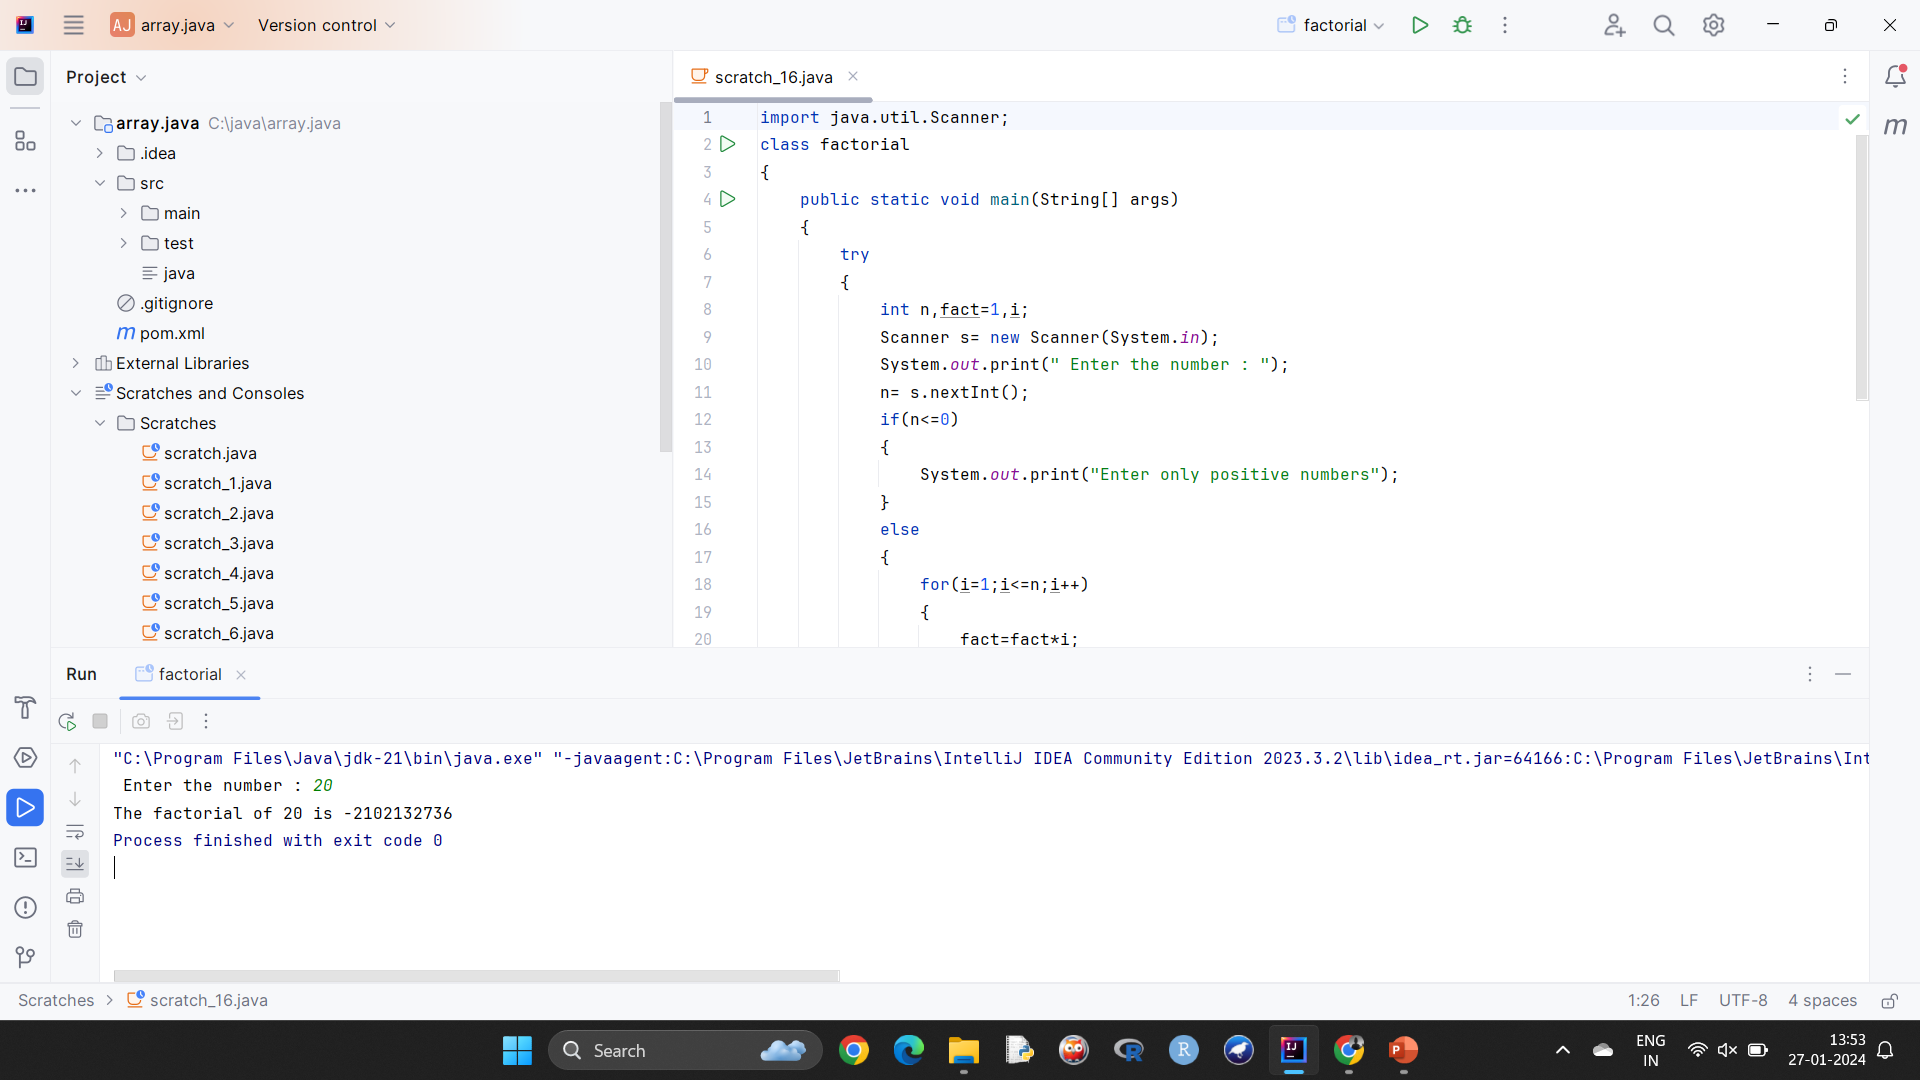 AJ array.java Version control factorial
Project
scratch_16.java
array.java C:\java\array.java
.idea
src
main
test
java
.gitignore
m pom.xml
External Libraries
Scratches and Consoles
Scratches
scratch.java
scratch_1.java
scratch_2.java
scratch_3.java
scratch_4.java
scratch_5.java
scratch_6.java
1 import java.util.Scanner;
2 class factorial
3 {
4 public static void main(String[] args)
5 {
6 try
7 {
8 int n,fact=1,i;
9 Scanner s= new Scanner(System.in);
10 System.out.print(" Enter the number : ");
11 n= s.nextInt();
12 if(n<=0)
13 {
14 System.out.print("Enter only positive numbers");
15 }
16 else
17 {
18 for(i=1;i<=n;i++)
19 {
20 fact=fact*i;
m
Run factorial
"C:\Program Files\Java\jdk-21\bin\java.exe" "-javaagent:C:\Program Files\JetBrains\IntelliJ IDEA Community Edition 2023.3.2\lib\idea_rt.jar=64166:C:\Program Files\JetBrains\Int
Enter the number : 20
The factorial of 20 is -2102132736
Process finished with exit code 0
Scratches > scratch_16.java 1:26 LF UTF-8 4 spaces
Search
ENG
IN
13:53
27-01-2024